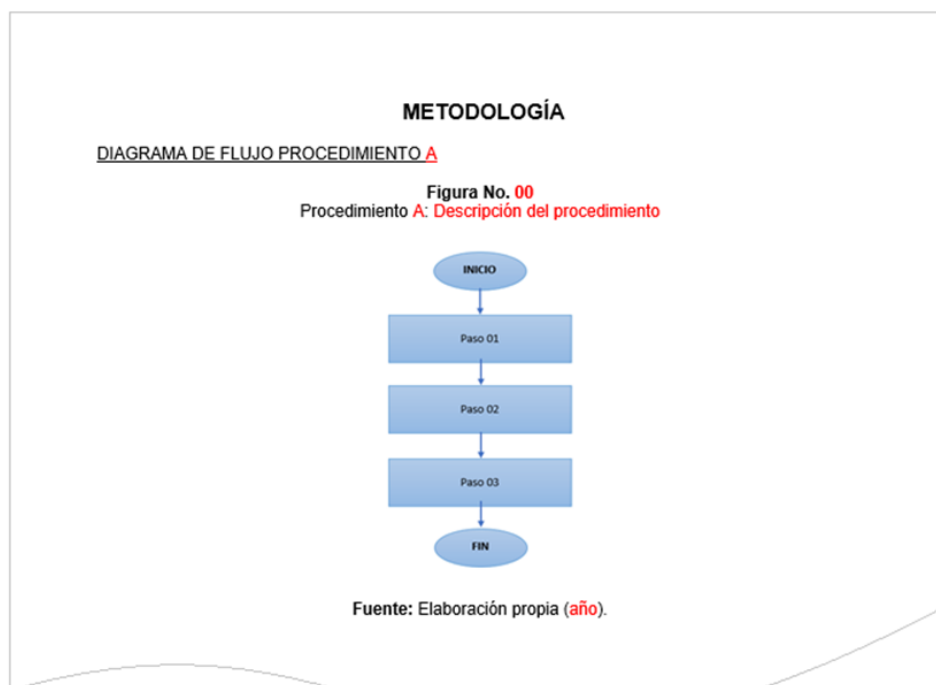 METODOLOGÍA
DIAGRAMA DE FLUJO PROCEDIMIENTO A
Figura No. 00
Procedimiento A: Descripción del procedimiento
INICIO
Paso 01
Paso 02
Paso 03
FIN
Fuente: Elaboración propia (año).